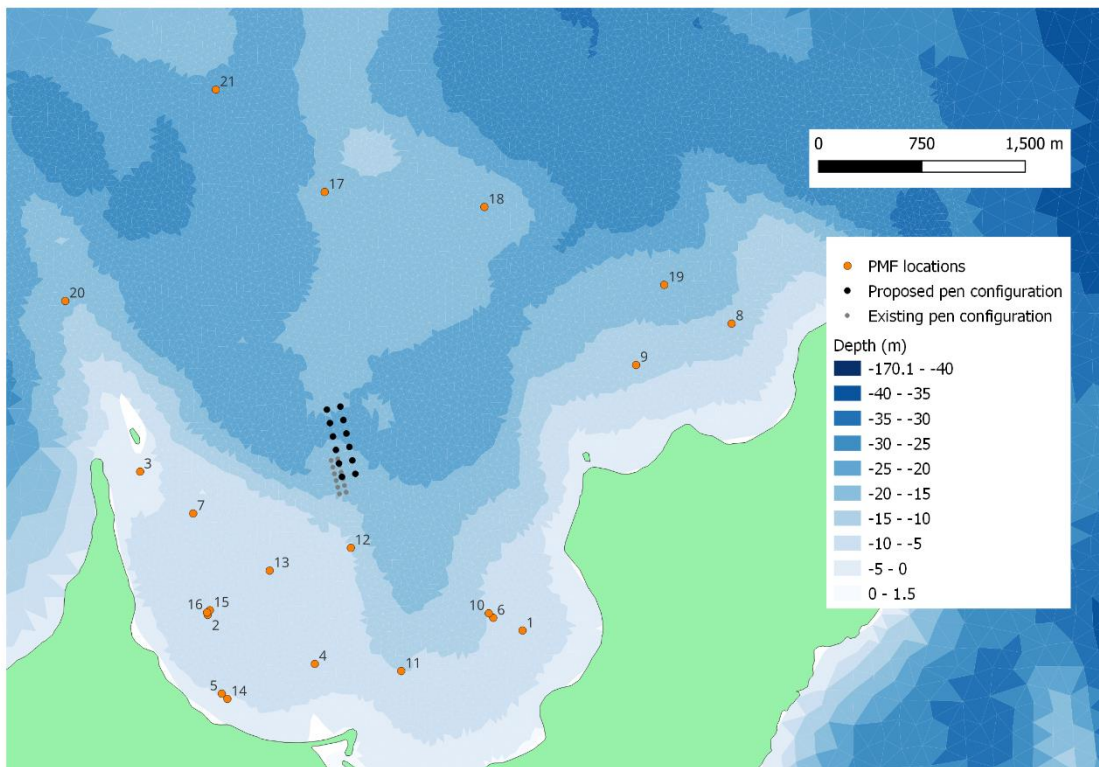 21
0 750 1,500 m
17
18
19
20
8
PMF locations
Proposed pen configuration
Existing pen configuration
9
Depth (m)
-170.1 - -40
-40 - -35
-35 - -30
-30 - -25
-25 - -20
-20 - -15
-15 - -10
-10 - -5
-5 - 0
0 - 1.5
3
7
12
13
16 15
2
10 6
1
4
11
5 14